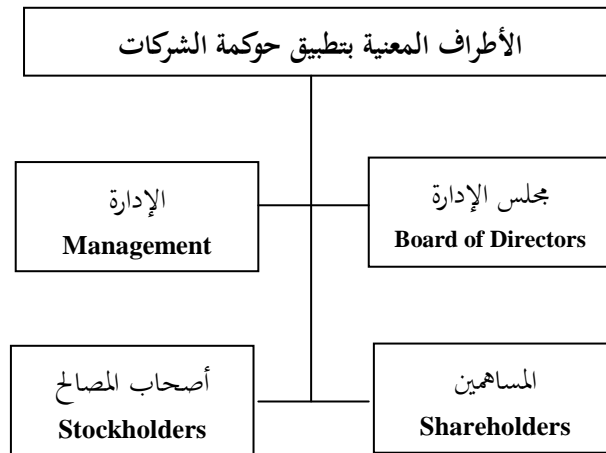 الأطراف المعنية بتطبيق حوكمة الشركات
مجلس الإدارة
Board of Directors
الإدارة
Management
المساهمين
Shareholders
أصحاب المصالح
Stockholders